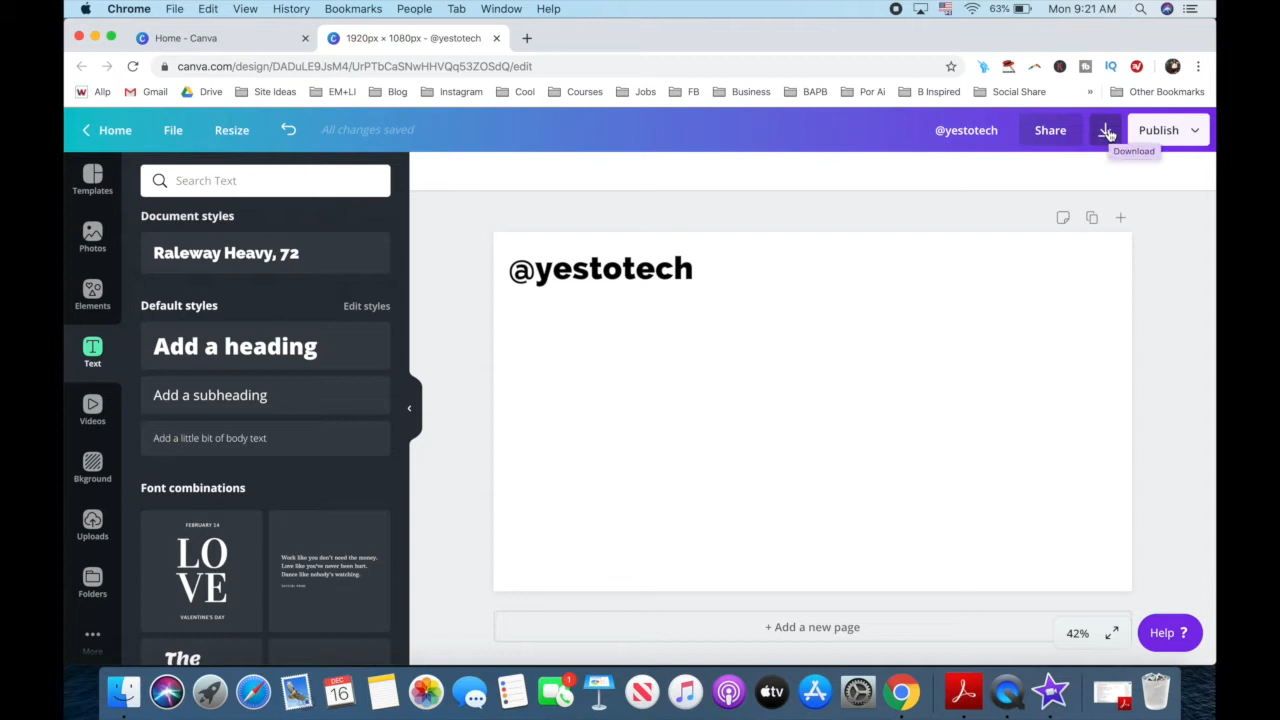 Chrome File Edit View History Bookmarks People Tab Window Help 63% Mon 9:21 AM
Home - Canva
1920px × 1080px - @yestotech
canva.com/design/DADuLE9JsM4/UrPTbCaSNwHHVQq53ZOSdQ/edit
Allp Gmail Drive Site Ideas EM+LI Blog Instagram Cool Courses Jobs FB Business BAPB Por Ai B Inspired Social Share » Other Bookmarks
Home File Resize All changes saved @yestotech Share Publish
Download
Templates
Photos
Elements
Text
Videos
Bkground
Uploads
Folders
More
Search Text
Document styles
Raleway Heavy, 72
Default styles Edit styles
Add a heading
Add a subheading
Add a little bit of body text
Font combinations
FEBRUARY 14
LO
VE
VALENTINE'S DAY
Work like you don't need the money.
Love like you've never been hurt.
Dance like nobody's watching.
The
@yestotech
+ Add a new page
42%
Help ?
DEC
16
1